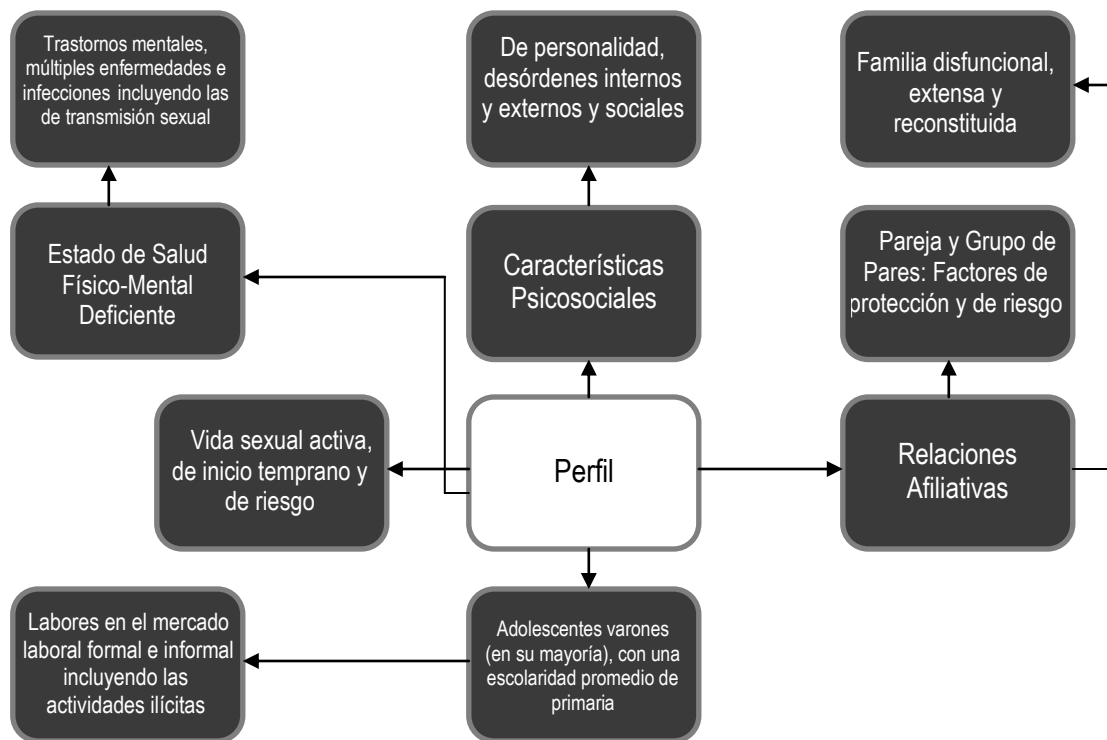 Trastornos mentales,
múltiples enfermedades e
infecciones incluyendo las
de transmisión sexual
De personalidad,
desórdenes internos
y externos y sociales
Familia disfuncional,
extensa y
reconstituida
Estado de Salud
Físico-Mental
Deficiente
Características
Psicosociales
Pareja y Grupo de
Pares: Factores de
protección y de riesgo
Vida sexual activa,
de inicio temprano y
de riesgo
Perfil
Relaciones
Afiliativas
Labores en el mercado
laboral formal e informal
incluyendo las
actividades ilícitas
Adolescentes varones
(en su mayoría), con una
escolaridad promedio de
primaria